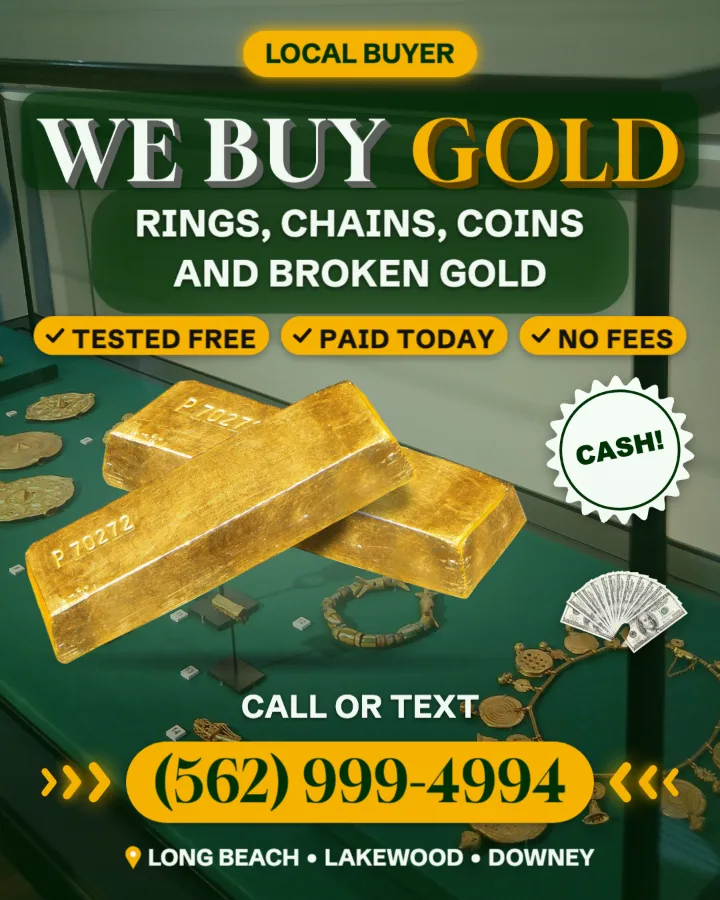 LOCAL BUYER
WE BUY GOLD
RINGS, CHAINS, COINS
AND BROKEN GOLD
✓ TESTED FREE ✓ PAID TODAY ✓ NO FEES
P 7027
CASH!
P 70272
CALL OR TEXT
(562) 999-4994
LONG BEACH • LAKEWOOD • DOWNEY